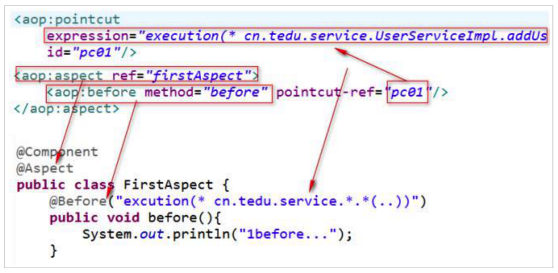 <aop:pointcut
expression="execution(* cn.tedu.service.UserServiceImpl.addUs
id="pc01"/>
<aop:aspect ref="firstAspect">
<aop:before method="before" pointcut-ref="pc01"/>
</aop:aspect>
@Component
@Aspect
public class FirstAspect {
@Before("excution(* cn.tedu.service.*.*(..))")
public void before(){
System.out.println("1before...");
}